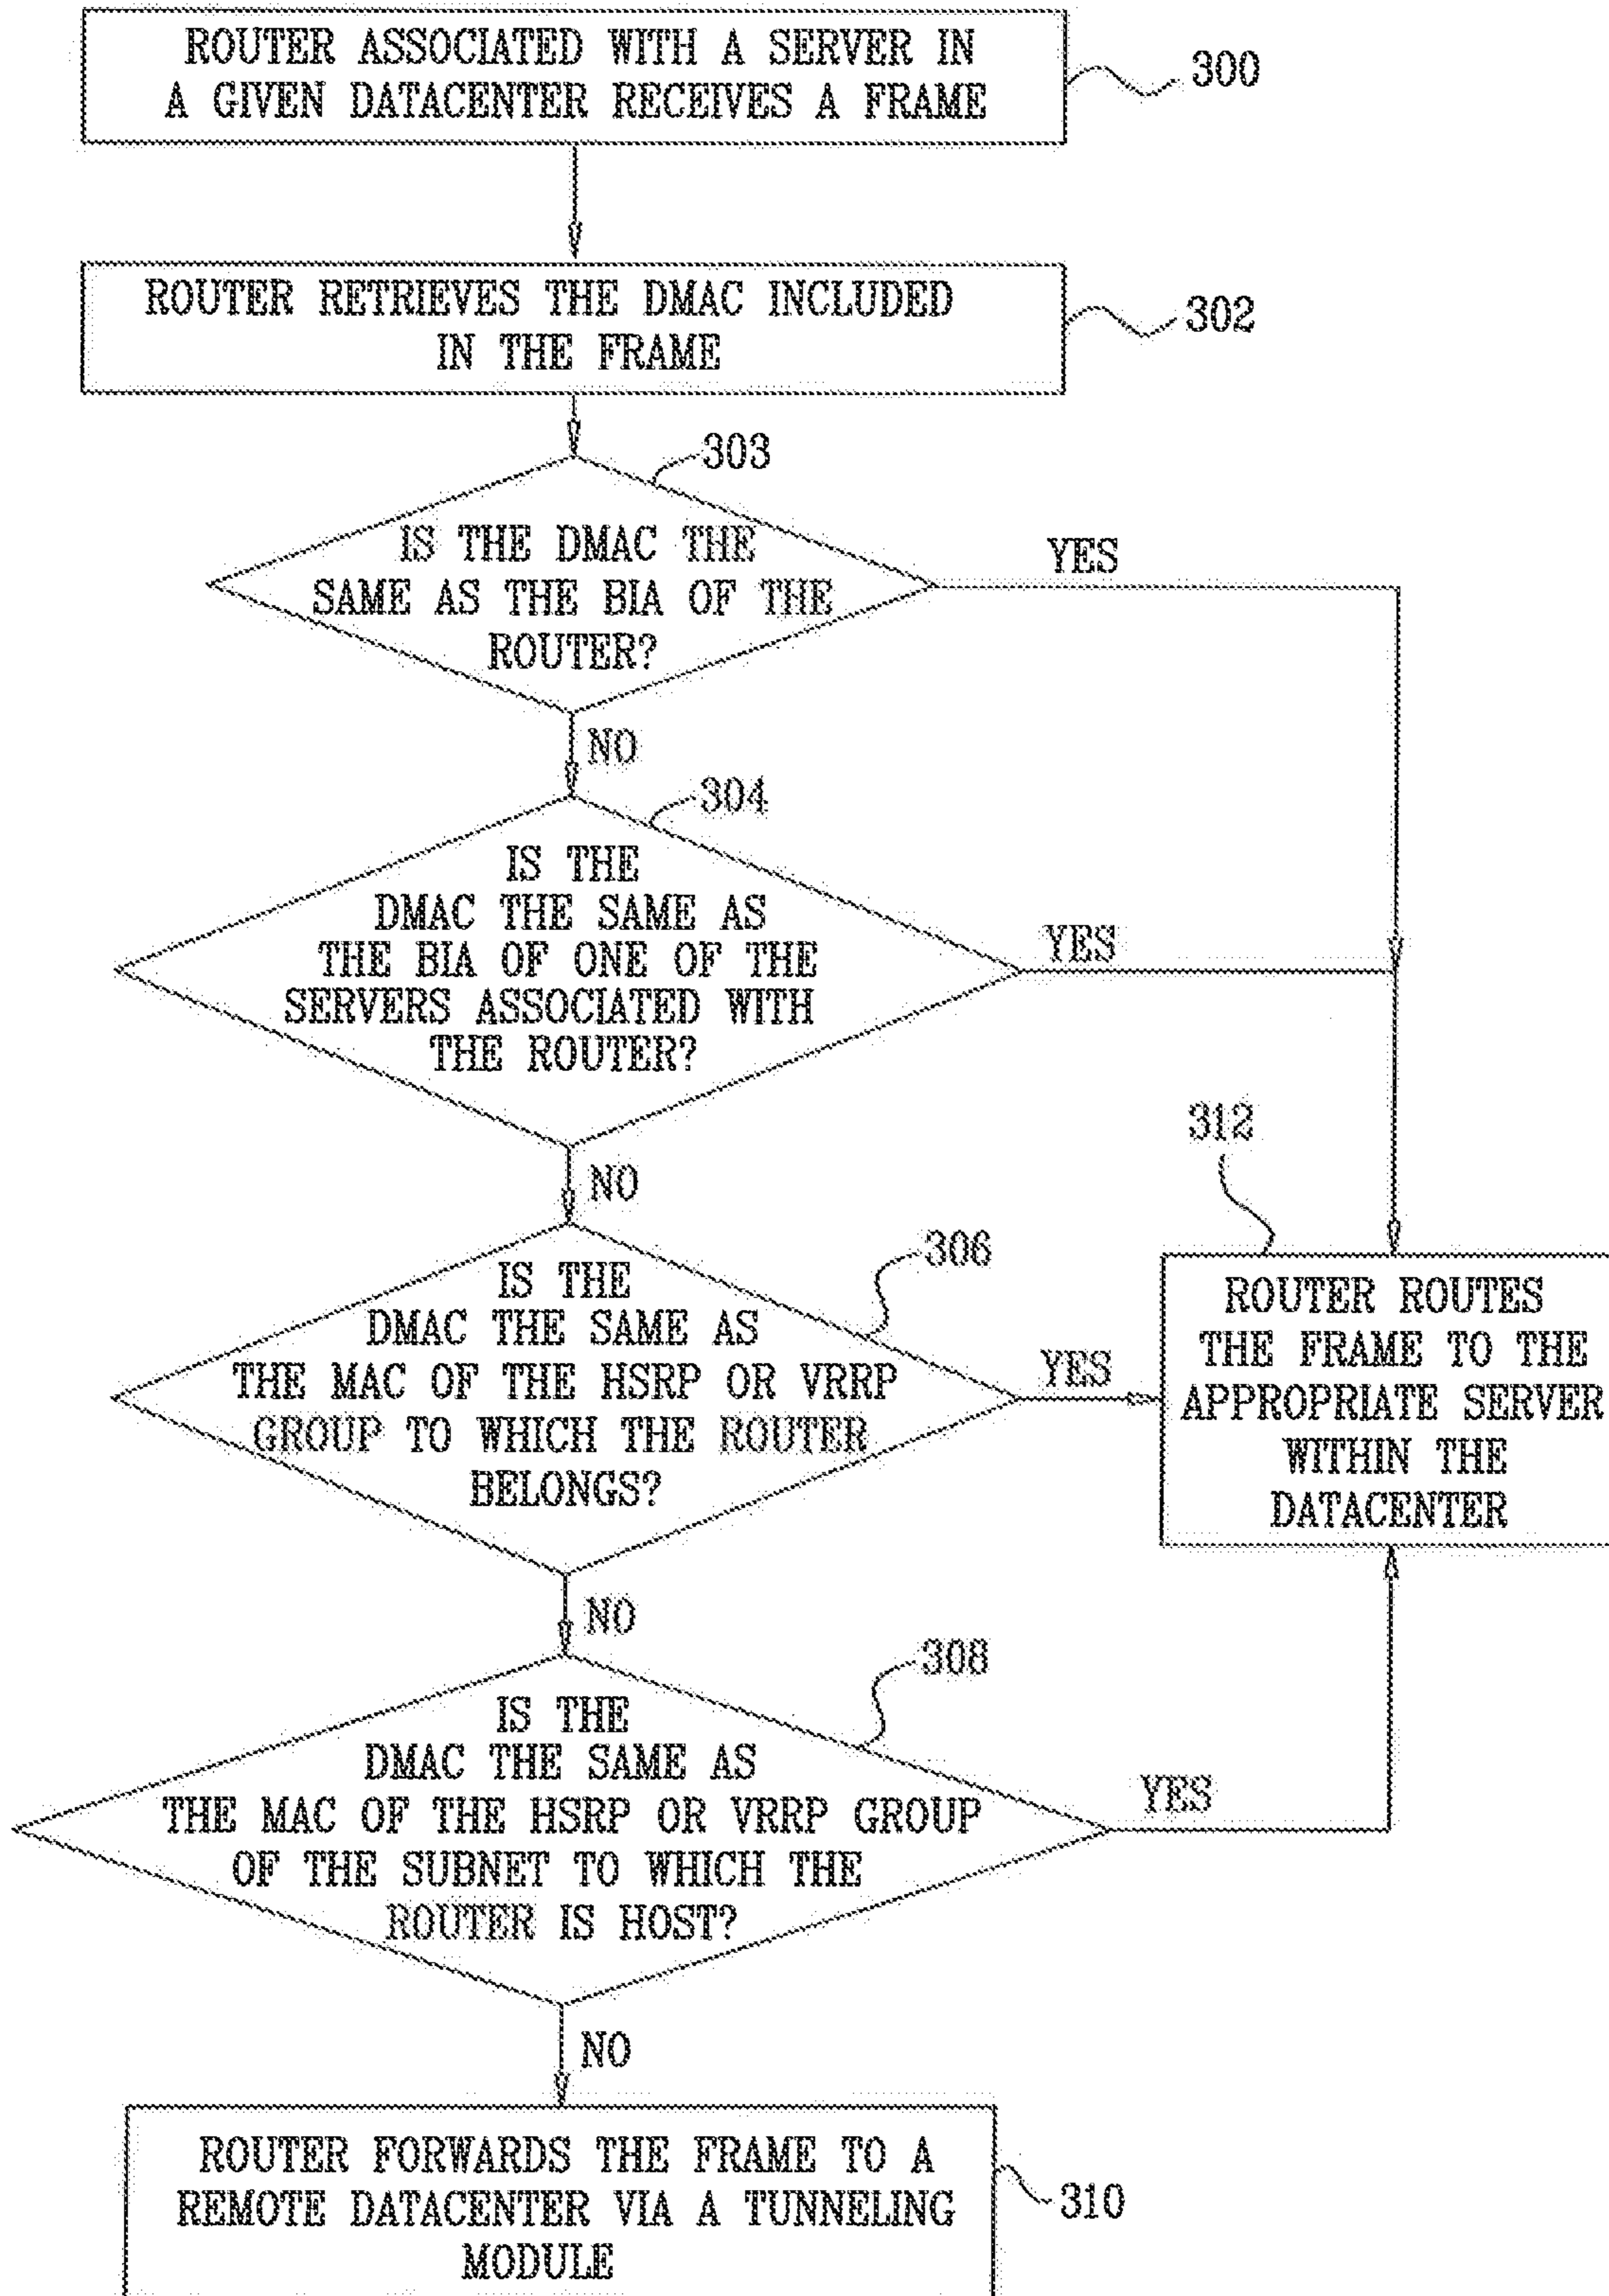 ROUTER ASSOCIATED WITH A SERVER IN
A GIVEN DATACENTER RECEIVES A FRAME
300
ROUTER RETRIEVES THE DMAC INCLUDED
IN THE FRAME
302
303
IS THE DMAC THE
SAME AS THE BIA OF THE
ROUTER?
YES
NO
304
IS THE
DMAC THE SAME AS
THE BIA OF ONE OF THE
SERVERS ASSOCIATED WITH
THE ROUTER?
YES
NO
306
IS THE
DMAC THE SAME AS
THE MAC OF THE HSRP OR VRRP
GROUP TO WHICH THE ROUTER
BELONGS?
YES
312
ROUTER ROUTES
THE FRAME TO THE
APPROPRIATE SERVER
WITHIN THE
DATACENTER
NO
308
IS THE
DMAC THE SAME AS
THE MAC OF THE HSRP OR VRRP GROUP
OF THE SUBNET TO WHICH THE
ROUTER IS HOST?
YES
NO
ROUTER FORWARDS THE FRAME TO A
REMOTE DATACENTER VIA A TUNNELING
MODULE
310